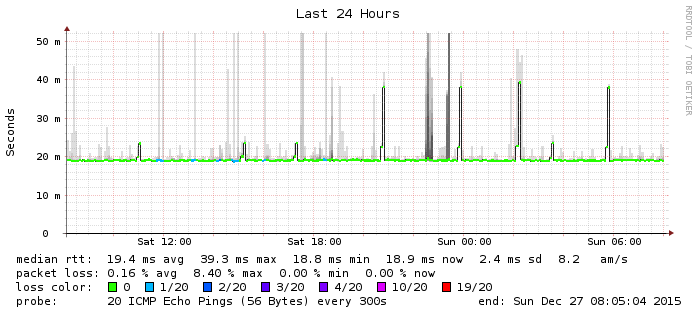 Last 24 Hours
RRDTOOL / TOBI OETIKER
Seconds
50 m
40 m
30 m
20 m
10 m
0
Sat 12:00 Sat 18:00 Sun 00:00 Sun 06:00
median rtt: 19.4 ms avg 39.3 ms max 18.8 ms min 18.9 ms now 2.4 ms sd 8.2 am/s
packet loss: 0.16 % avg 8.40 % max 0.00 % min 0.00 % now
loss color: 0 1/20 2/20 3/20 4/20 10/20 19/20
probe: 20 ICMP Echo Pings (56 Bytes) every 300s end: Sun Dec 27 08:05:04 2015